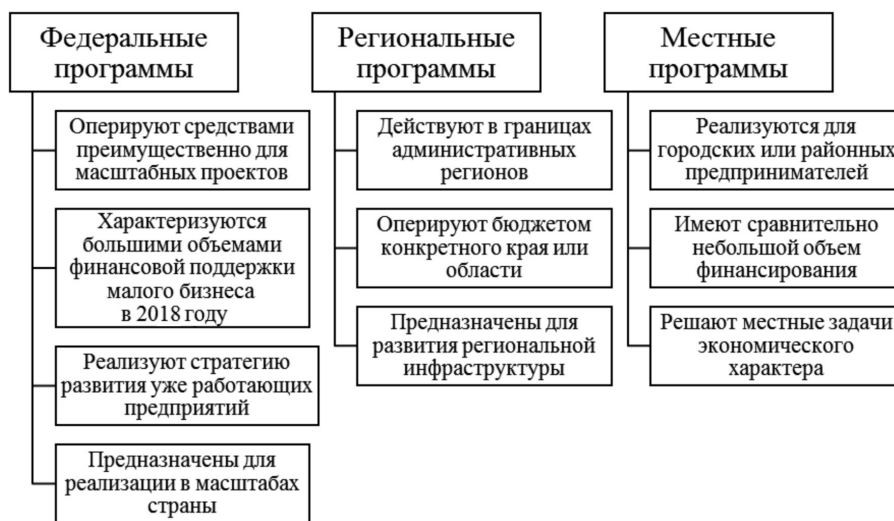 Федеральные
программы
Оперируют средствами
преимущественно для
масштабных проектов
Характеризуются
большими объемами
финансовой поддержки
малого бизнеса
в 2018 году
Реализуют стратегию
развития уже работающих
предприятий
Предназначены для
реализации в масштабах
страны
Региональные
программы
Действуют в границах
административных
регионов
Оперируют бюджетом
конкретного края или
области
Предназначены для
развития региональной
инфраструктуры
Местные
программы
Реализуются для
городских или районных
предпринимателей
Имеют сравнительно
небольшой объем
финансирования
Решают местные задачи
экономического
характера